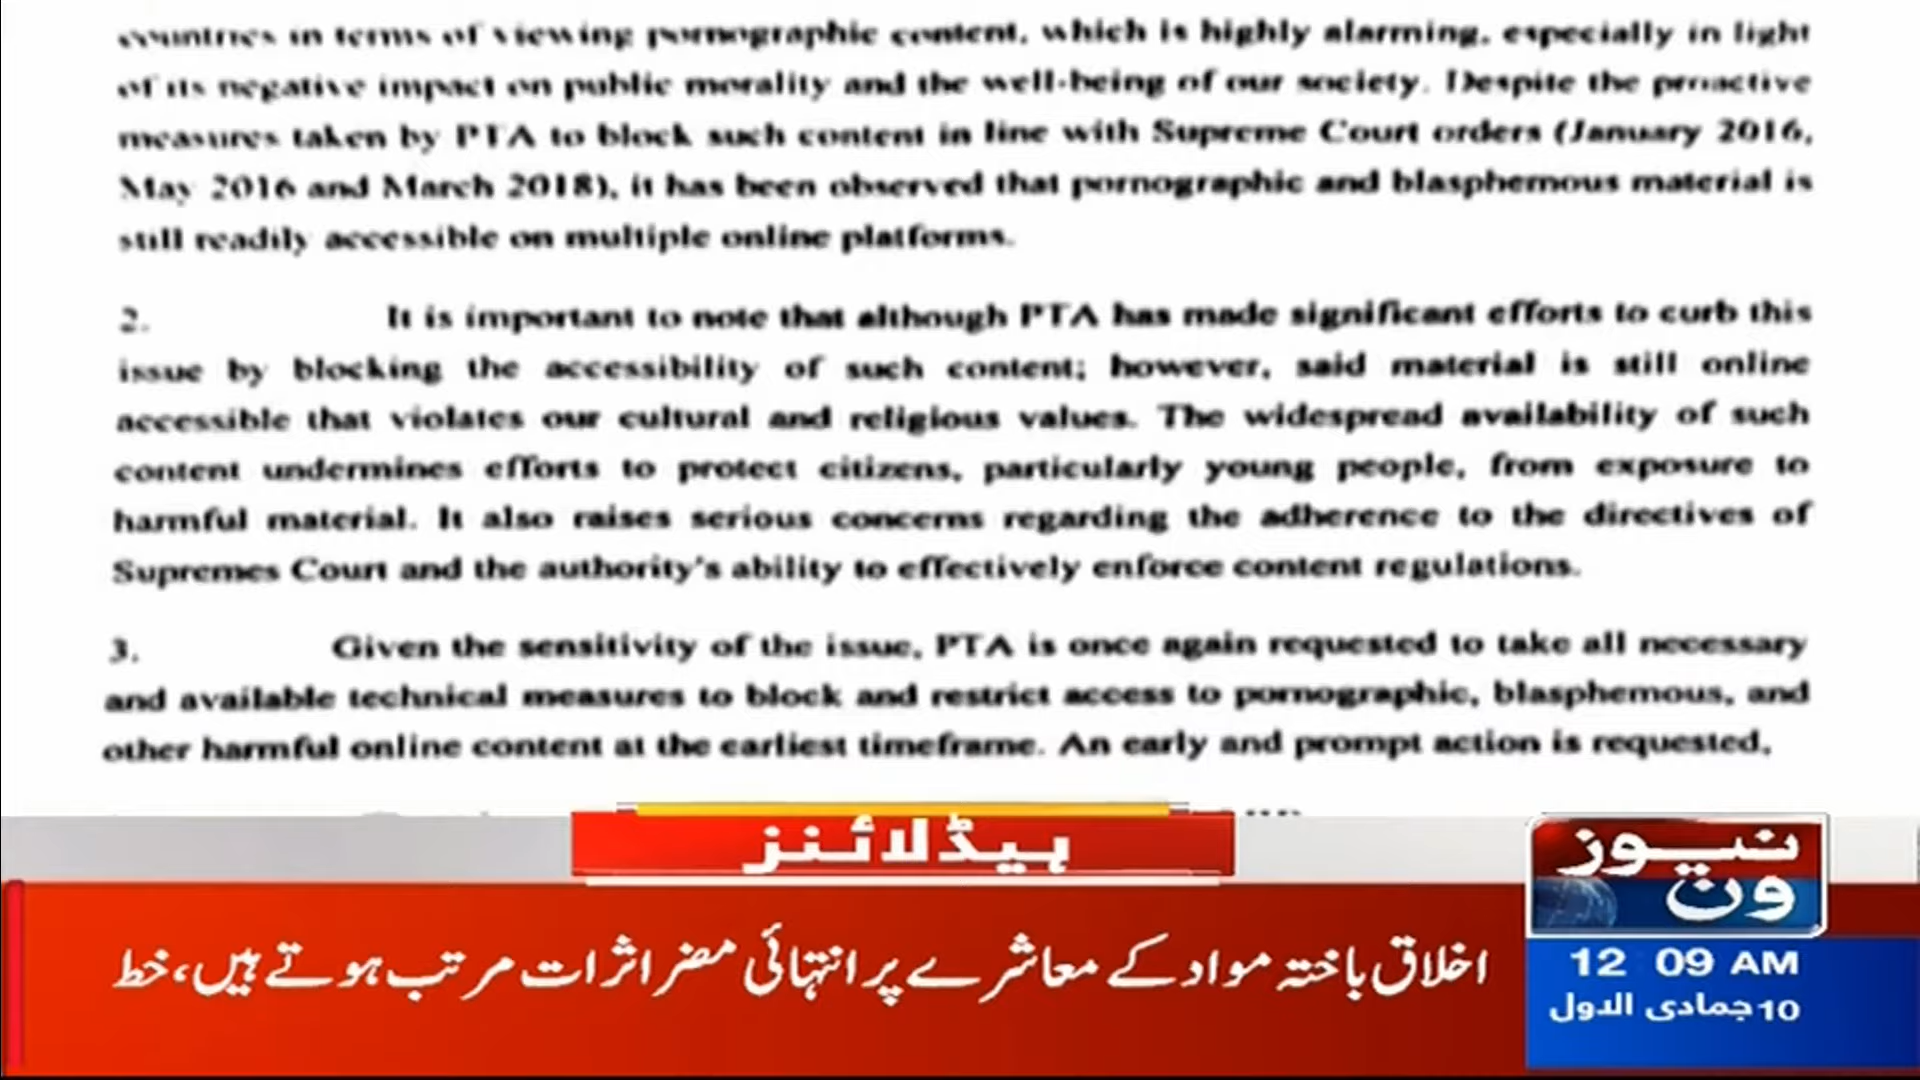 countries in terms of viewing pornographic content, which is highly alarming, especially in light
of its negative impact on public morality and the well-being of our society. Despite the proactive
measures taken by PTA to block such content in line with Supreme Court orders (January 2016,
May 2016 and March 2018), it has been observed that pornographic and blasphemous material is
still readily accessible on multiple online platforms.
2. It is important to note that although PTA has made significant efforts to curb this
issue by blocking the accessibility of such content; however, said material is still online
accessible that violates our cultural and religious values. The widespread availability of such
content undermines efforts to protect citizens, particularly young people, from exposure to
harmful material. It also raises serious concerns regarding the adherence to the directives of
Supremes Court and the authority's ability to effectively enforce content regulations.
3. Given the sensitivity of the issue, PTA is once again requested to take all necessary
and available technical measures to block and restrict access to pornographic, blasphemous, and
other harmful online content at the earliest timeframe. An early and prompt action is requested,
ہیڈلائنز
نیوز
ون
اخلاق باختہ مواد کے معاشرے پر انتہائی مضر اثرات مرتب ہوتے ہیں، خط
12 09 AM
10 جمادی الاول